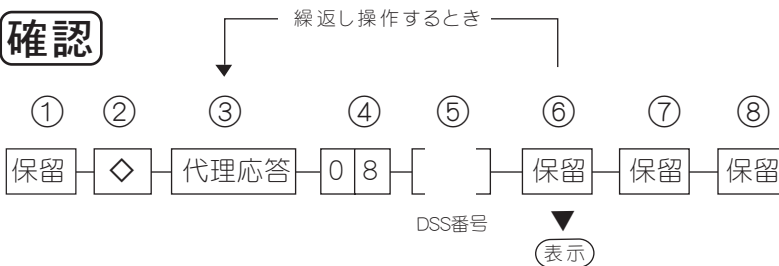 繰返し操作するとき
確認
① ② ③ ④ ⑤ ⑥ ⑦ ⑧
保留 ◇ 代理応答 0 8 保留 保留 保留
DSS番号
表示